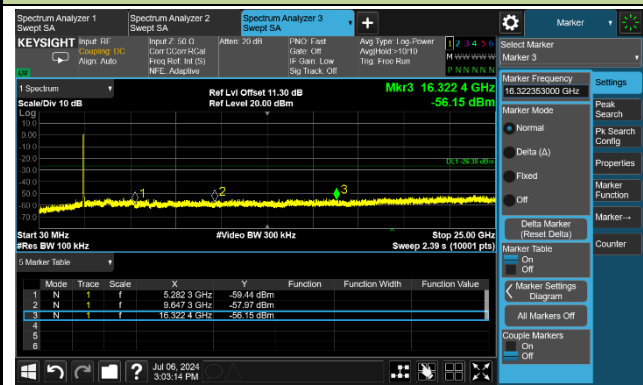 Spectrum Analyzer 1
Swept SA
Spectrum Analyzer 2
Swept SA
Spectrum Analyzer 3
Swept SA
Marker
KEYSIGHT
Input: RF
Coupling: DC
Align: Auto
Input Z: 50 Ω
Corr CCorr RCal
Freq Ref: Int (S)
NFE: Adaptive
Atten: 20 dB
PNO: Fast
Gate: Off
IF Gain: Low
Sig Track: Off
Avg Type: Log-Power
Avg|Hold:>10/10
Trig: Free Run
1 2 3 4 5 6
M W W W W W
P N N N N N
LVI
1 Spectrum
Scale/Div 10 dB
Log
Ref Lvl Offset 11.30 dB
Ref Level 20.00 dBm
Mkr3 16.322 4 GHz
-56.15 dBm
10.0
0.00
-10.0
-20.0
-30.0
-40.0
-50.0
-60.0
-70.0
DL1 -26.38 dBm
1
2
3
Start 30 MHz
#Res BW 100 kHz
#Video BW 300 kHz
Stop 25.00 GHz
Sweep 2.39 s (10001 pts)
5 Marker Table
Mode Trace Scale X Y Function Function Width Function Value
1 N 1 f 5.282 3 GHz -59.44 dBm
2 N 1 f 9.647 3 GHz -57.97 dBm
3 N 1 f 16.322 4 GHz -56.15 dBm
4
5
6
Jul 06, 2024
3:03:14 PM
Select Marker
Marker 3
Marker Frequency
16.322353000 GHz
Marker Mode
Normal
Delta (Δ)
Fixed
Off
Delta Marker
(Reset Delta)
Marker Table
On
Off
Marker Settings
Diagram
All Markers Off
Couple Markers
On
Off
Settings
Peak
Search
Pk Search
Config
Properties
Marker
Function
Marker→
Counter